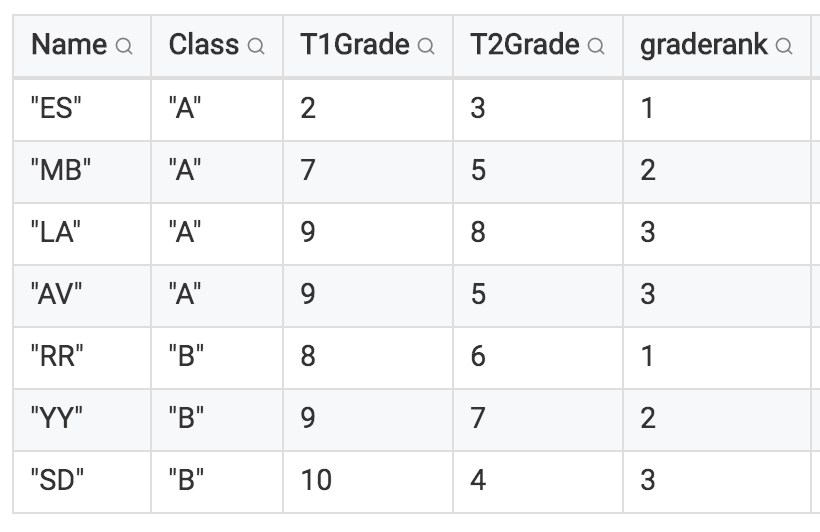 Name Class T1Grade T2Grade graderank
"ES" "A" 2 3 1
"MB" "A" 7 5 2
"LA" "A" 9 8 3
"AV" "A" 9 5 3
"RR" "B" 8 6 1
"YY" "B" 9 7 2
"SD" "B" 10 4 3